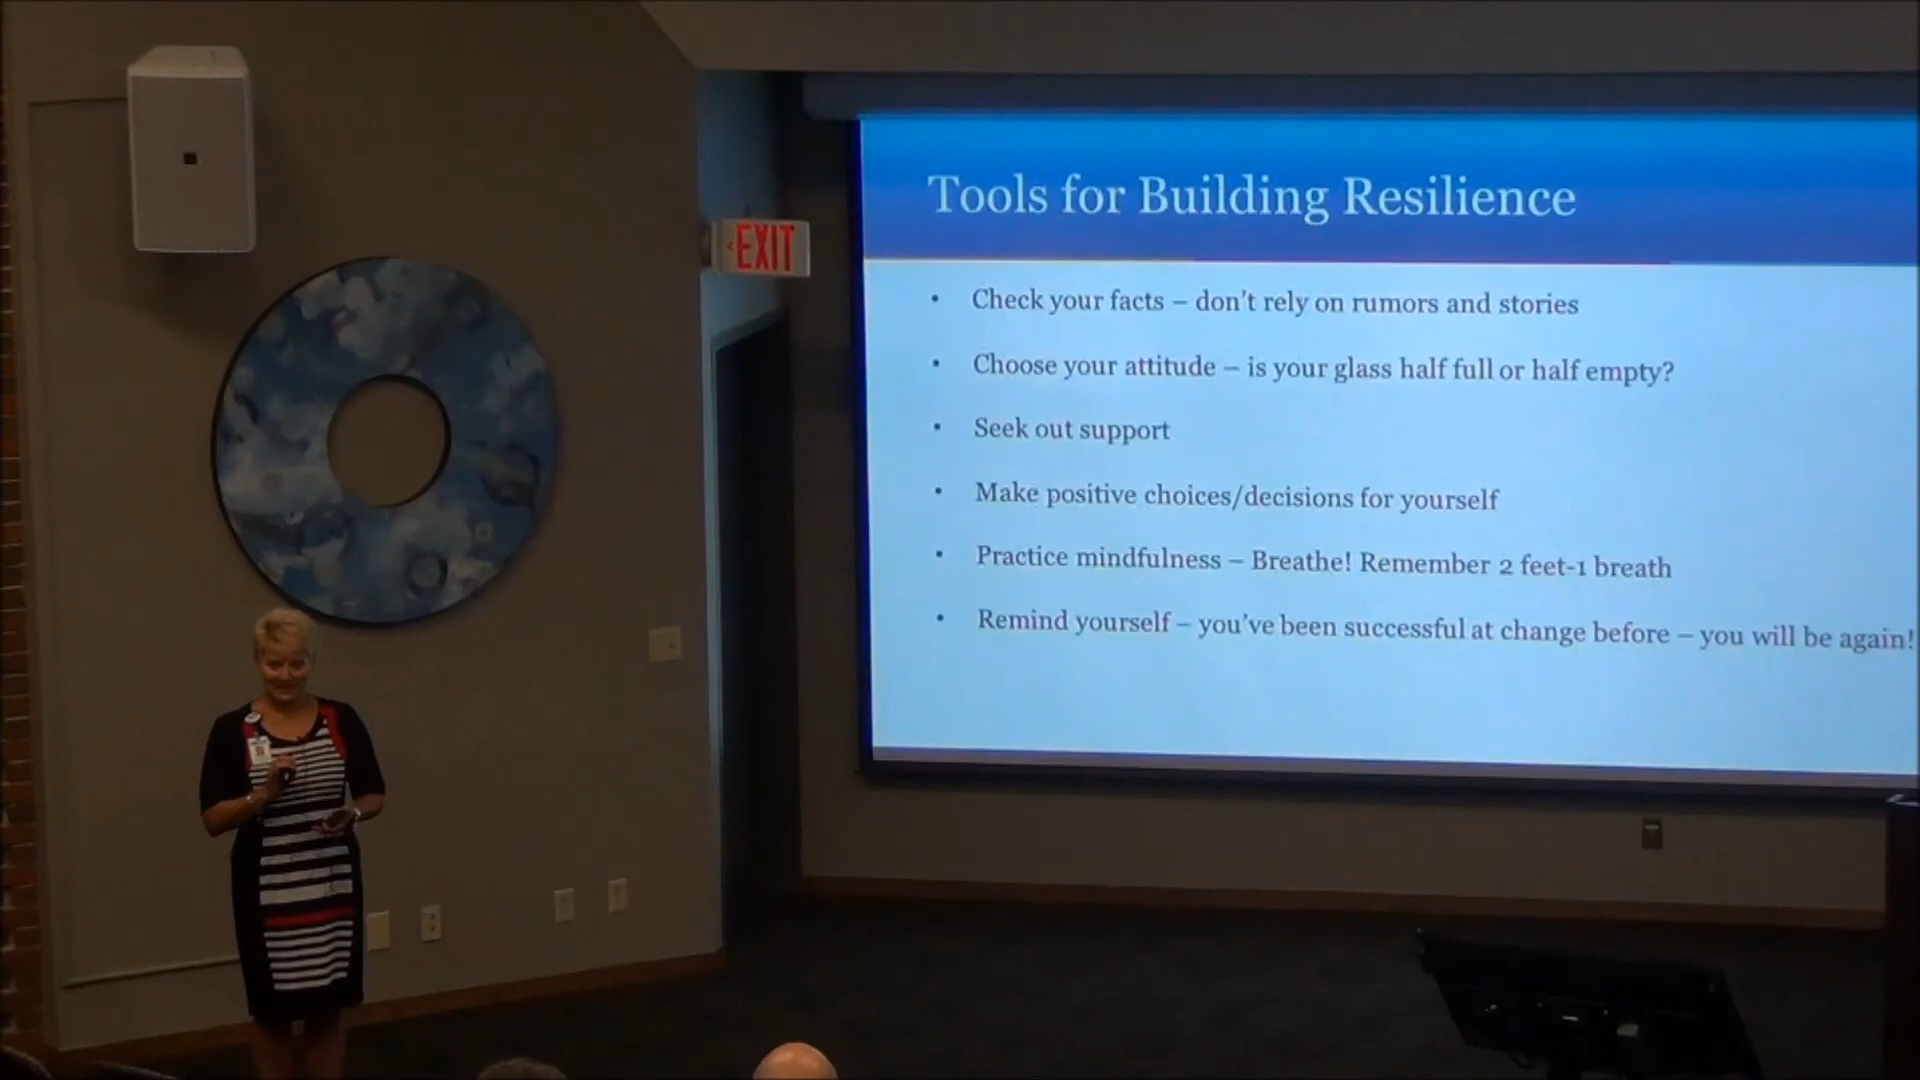 Tools for Building Resilience
EXIT
• Check your facts – don't rely on rumors and stories
• Choose your attitude – is your glass half full or half empty?
• Seek out support
• Make positive choices/decisions for yourself
• Practice mindfulness – Breathe! Remember 2 feet-1 breath
• Remind yourself – you've been successful at change before – you will be again!